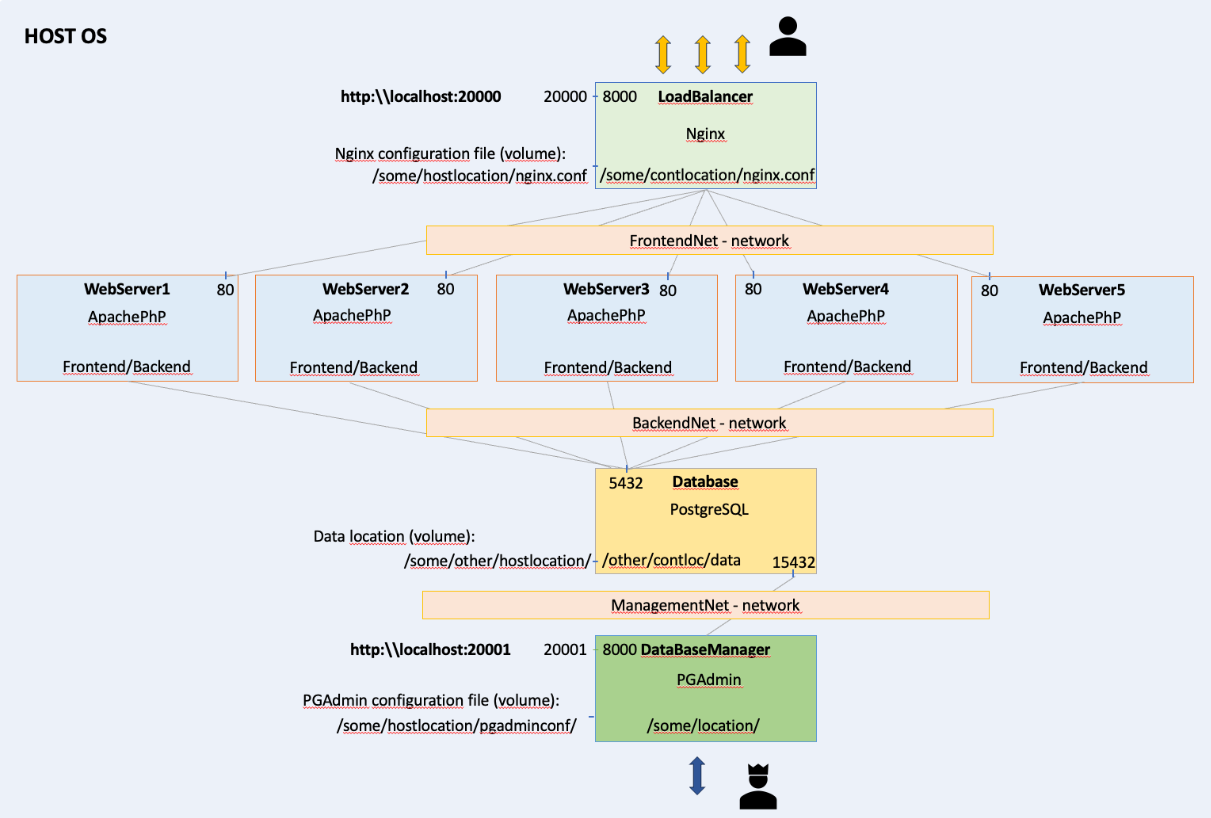 HOST OS
http:\\localhost:20000
20000
8000
LoadBalancer
Nginx
Nginx configuration file (volume):
/some/hostlocation/nginx.conf
/some/contlocation/nginx.conf
FrontendNet - network
WebServer1
80
ApachePhP
Frontend/Backend
WebServer2
80
ApachePhP
Frontend/Backend
WebServer3
80
ApachePhP
Frontend/Backend
80
WebServer4
ApachePhP
Frontend/Backend
80
WebServer5
ApachePhP
Frontend/Backend
BackendNet - network
5432
Database
PostgreSQL
Data location (volume):
/some/other/hostlocation/
/other/contloc/data
15432
ManagementNet - network
http:\\localhost:20001
20001
8000
DataBaseManager
PGAdmin
PGAdmin configuration file (volume):
/some/hostlocation/pgadminconf/
/some/location/